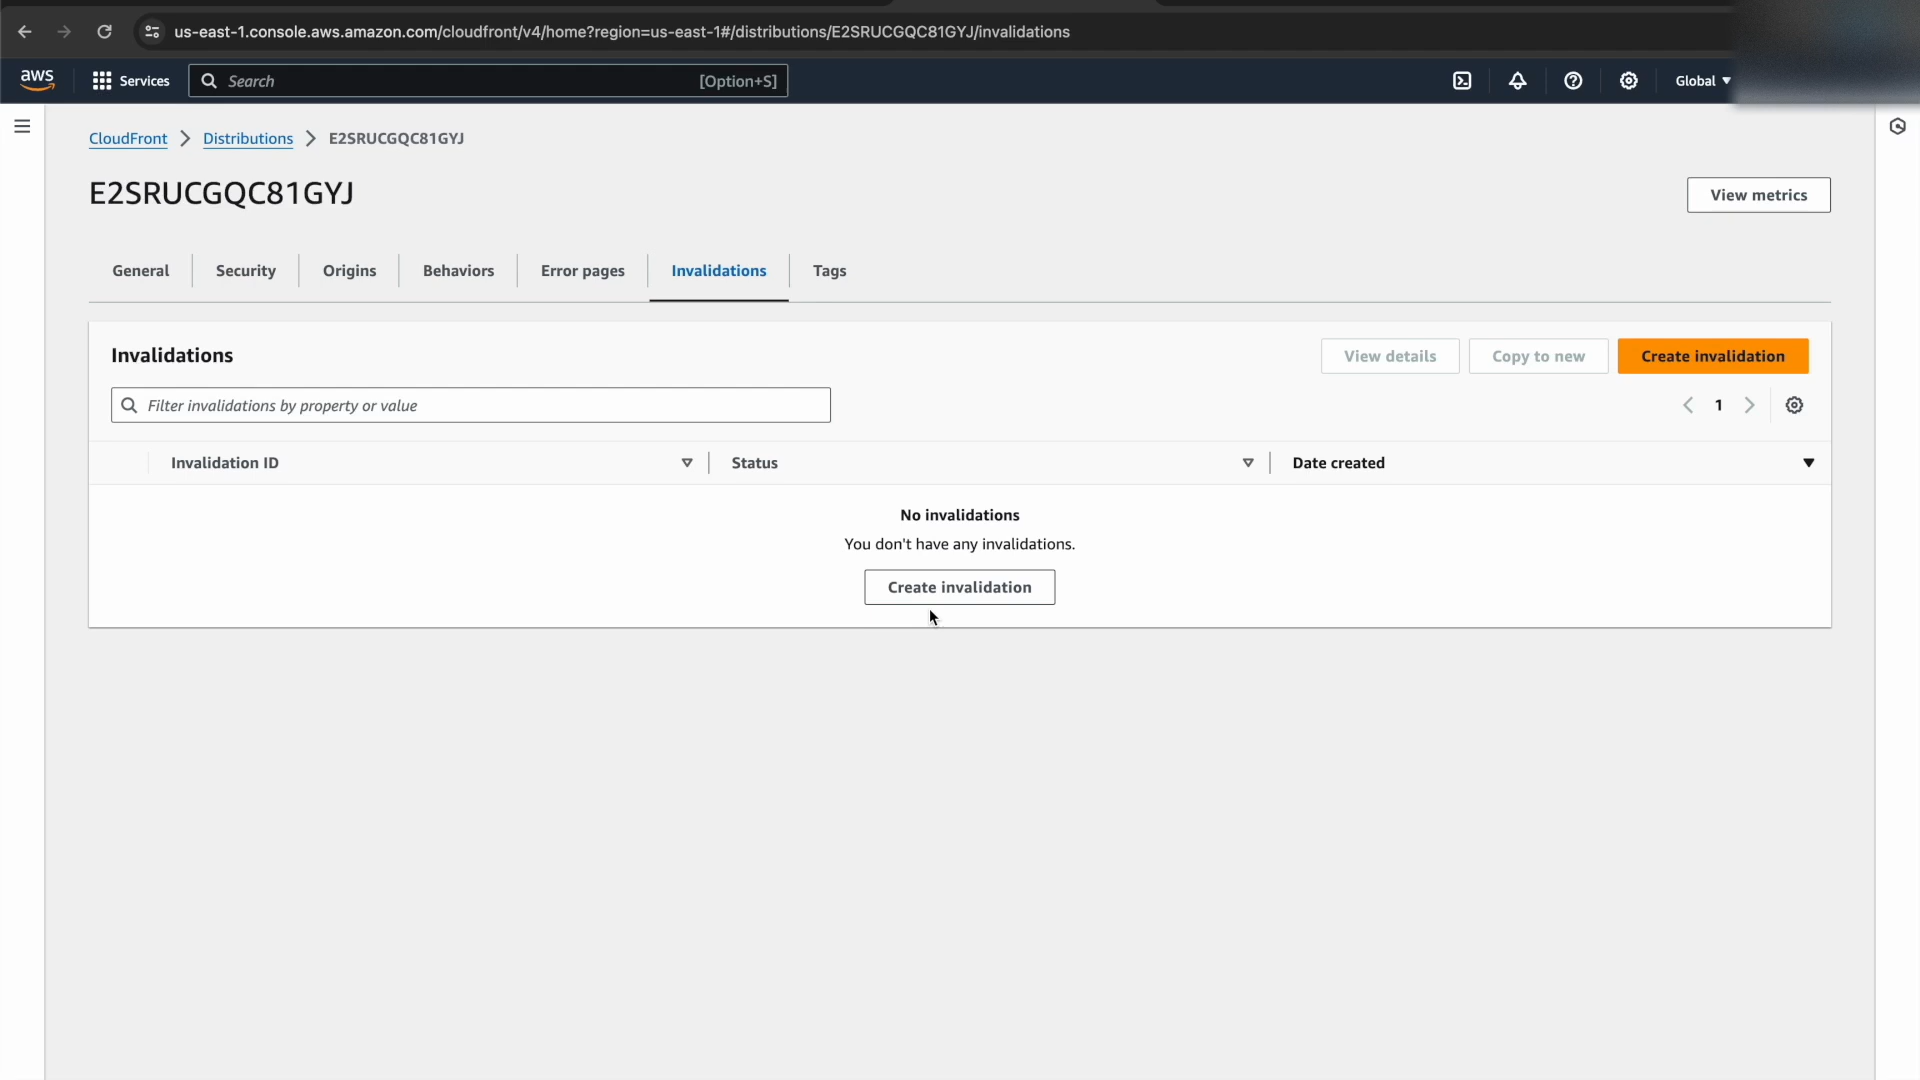 us-east-1.console.aws.amazon.com/cloudfront/v4/home?region=us-east-1#/distributions/E2SRUCGQC81GYJ/invalidations
aws Services Search [Option+S] Global
CloudFront Distributions E2SRUCGQC81GYJ
E2SRUCGQC81GYJ
View metrics
General Security Origins Behaviors Error pages Invalidations Tags
Invalidations
View details Copy to new Create invalidation
Filter invalidations by property or value
1
Invalidation ID Status Date created
No invalidations
You don't have any invalidations.
Create invalidation